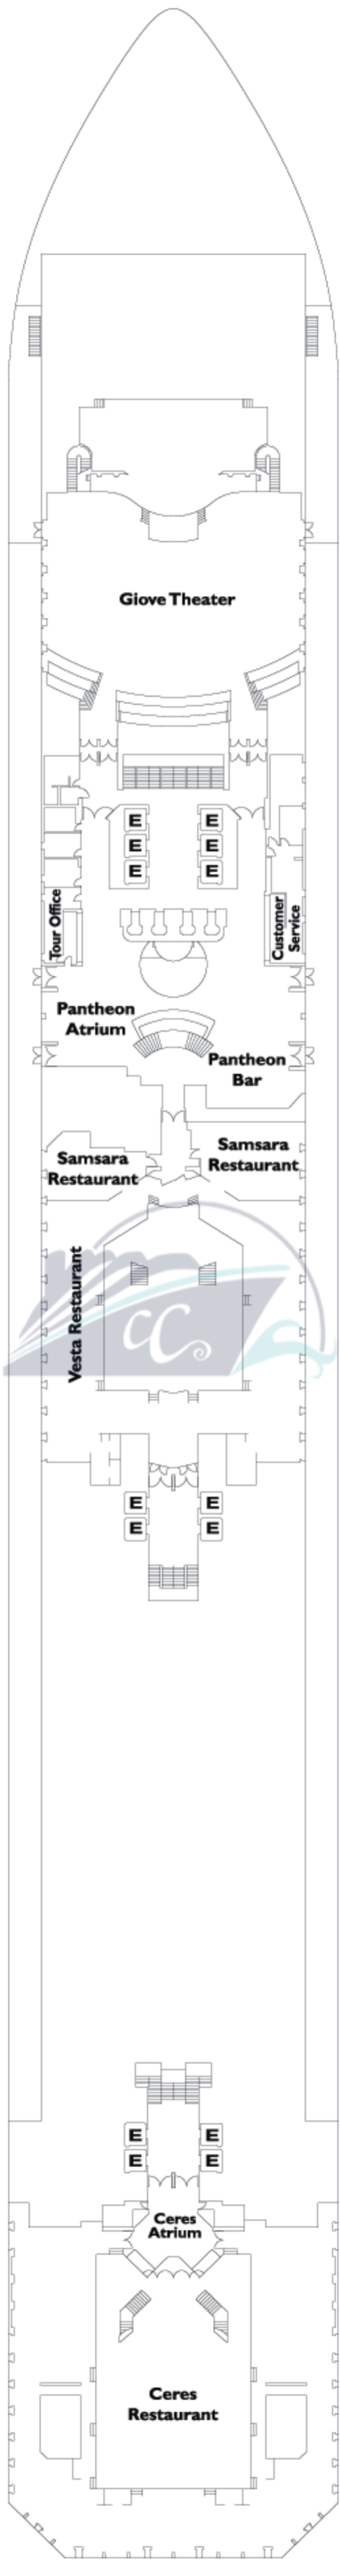 Giove Theater
E E
E E
E E
Tour Office
Customer
Service
Pantheon
Atrium
Pantheon
Bar
Samsara
Restaurant
Samsara
Restaurant
Vesta Restaurant
CC
E E
E E
E E
E E
Ceres
Atrium
Ceres
Restaurant